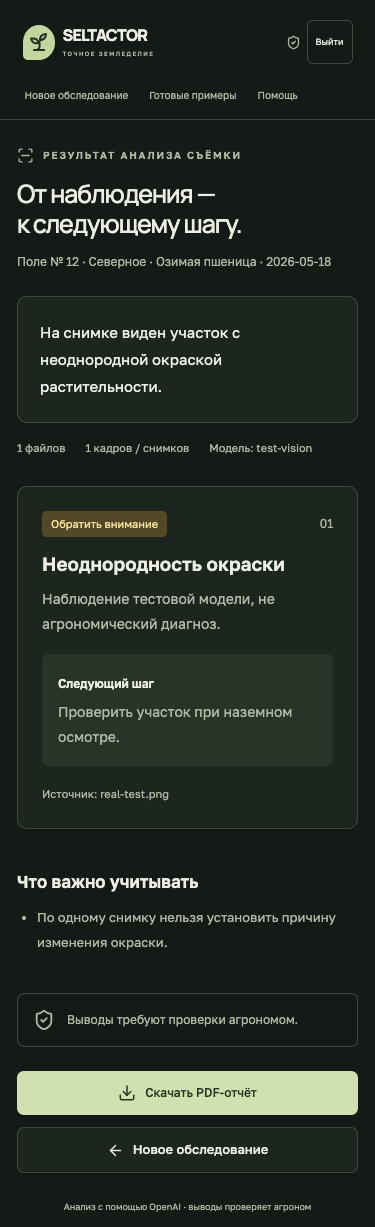 SELTACTOR
ТОЧНОЕ ЗЕМЛЕДЕЛИЕ
Выйти
Новое обследование
Готовые примеры
Помощь
РЕЗУЛЬТАТ АНАЛИЗА СЪЁМКИ
От наблюдения —
к следующему шагу.
Поле № 12 · Северное · Озимая пшеница · 2026-05-18
На снимке виден участок с
неоднородной окраской
растительности.
1 файлов
1 кадров / снимков
Модель: test-vision
Обратить внимание
01
Неоднородность окраски
Наблюдение тестовой модели, не
агрономический диагноз.
Следующий шаг
Проверить участок при наземном
осмотре.
Источник: real-test.png
Что важно учитывать
• По одному снимку нельзя установить причину
изменения окраски.
Выводы требуют проверки агрономом.
Скачать PDF-отчёт
Новое обследование
Анализ с помощью OpenAI · выводы проверяет агроном